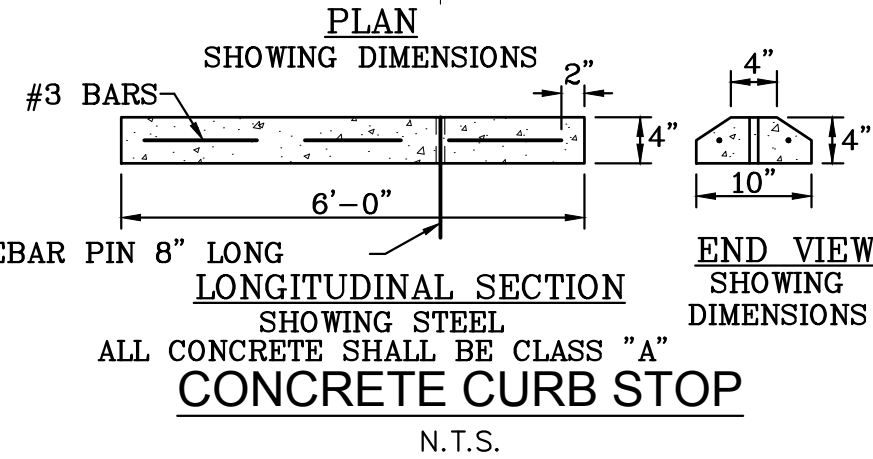 PLAN
SHOWING DIMENSIONS
2"
4"
#3 BARS
4"
4"
6'-0"
10"
PIN 8" LONG
END VIEW
LONGITUDINAL SECTION
SHOWING
SHOWING STEEL
DIMENSIONS
ALL CONCRETE SHALL BE CLASS "A"
CONCRETE CURB STOP
N.T.S.